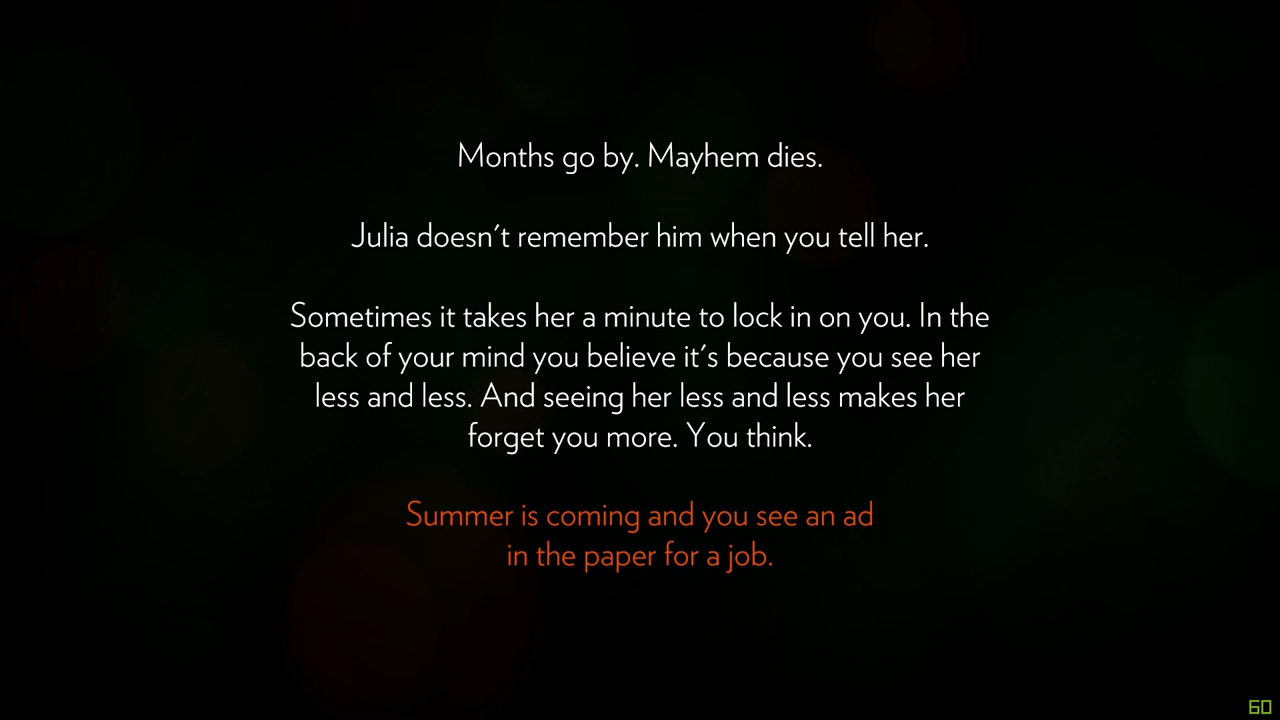 Months go by. Mayhem dies.
Julia doesn't remember him when you tell her.
Sometimes it takes her a minute to lock in on you. In the
back of your mind you believe it's because you see her
less and less. And seeing her less and less makes her
forget you more. You think.
Summer is coming and you see an ad
in the paper for a job.
60